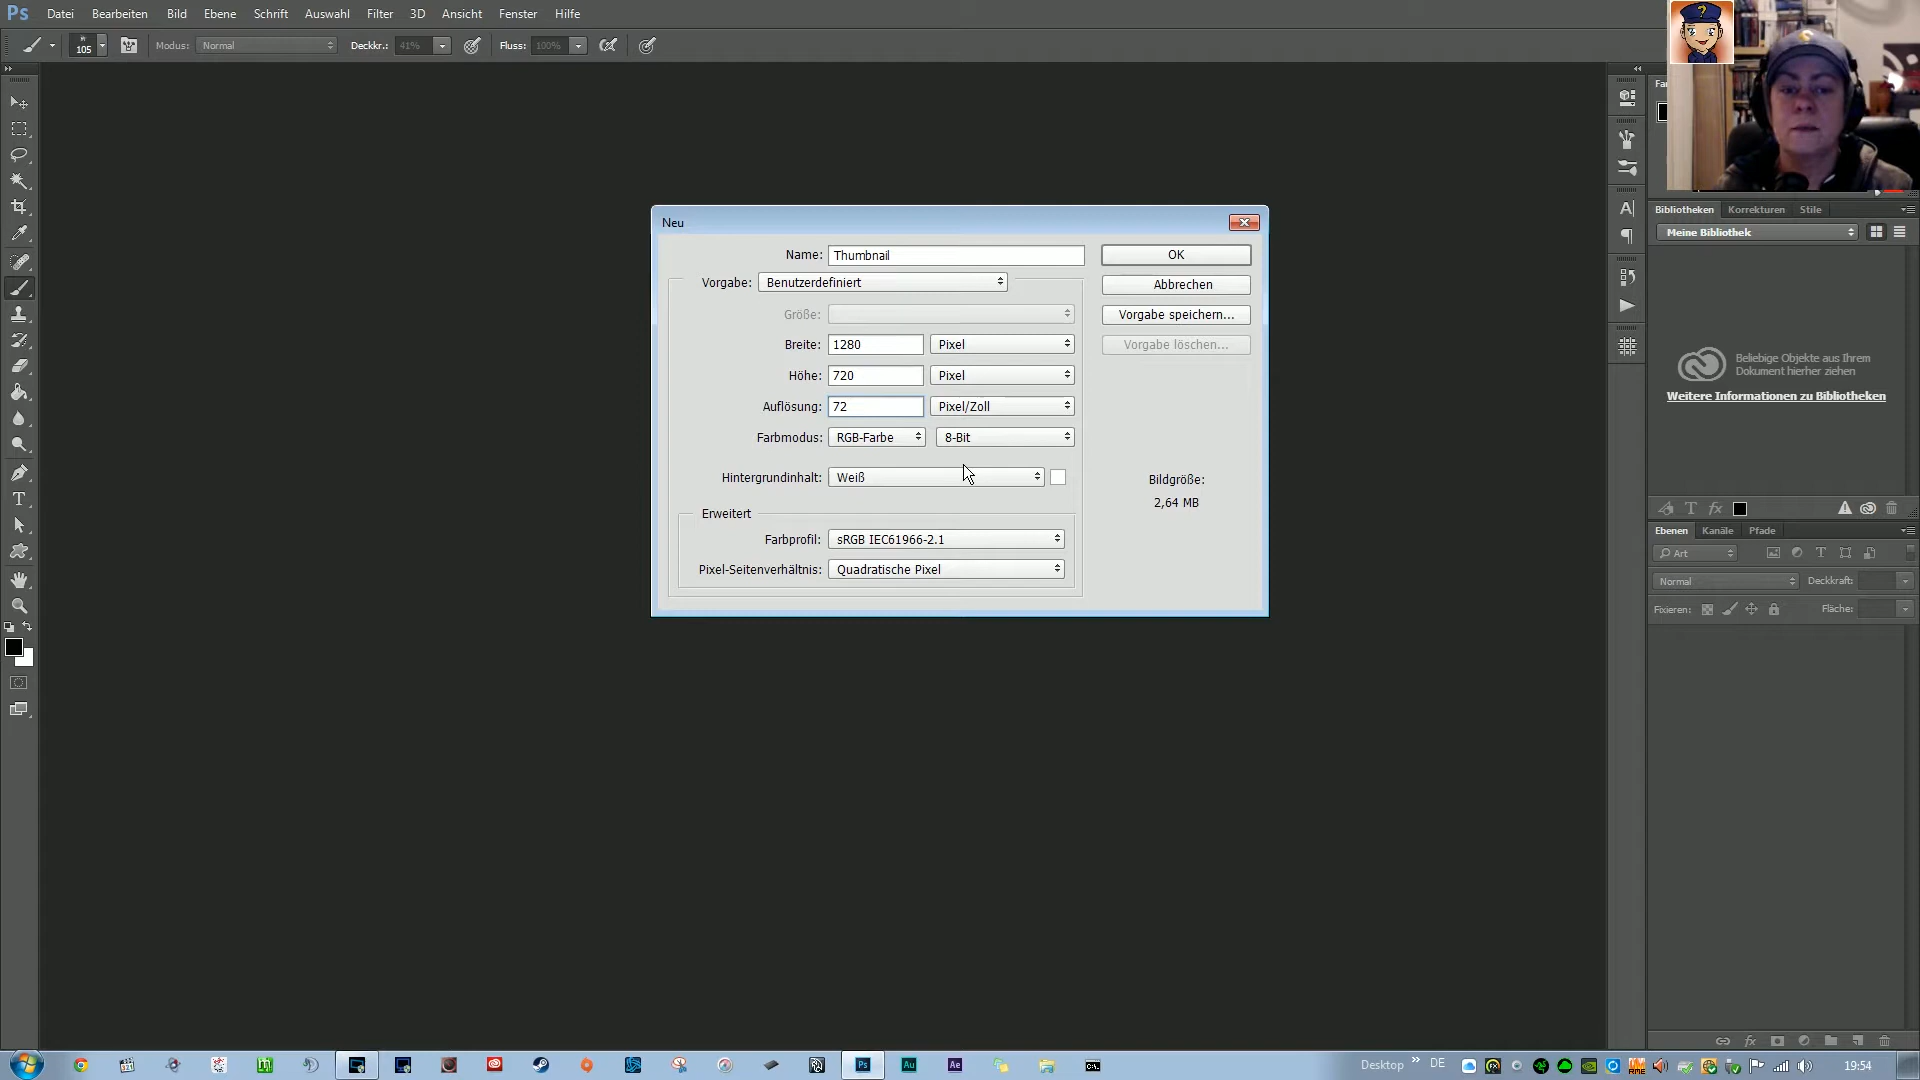 Ps Datei Bearbeiten Bild Ebene Schrift Auswahl Filter 3D Ansicht Fenster Hilfe
105 Modus: Normal Deckkr.: 41% Fluss: 100%
Neu
Name: Thumbnail OK
Vorgabe: Benutzerdefiniert Abbrechen
Größe: Vorgabe speichern...
Breite: 1280 Pixel Vorgabe löschen...
Höhe: 720 Pixel
Auflösung: 72 Pixel/Zoll
Farbmodus: RGB-Farbe 8-Bit
Hintergrundinhalt: Weiß Bildgröße:
2,64 MB
Erweitert
Farbprofil: sRGB IEC61966-2.1
Pixel-Seitenverhältnis: Quadratische Pixel
Bibliotheken Korrekturen Stile
Meine Bibliothek
Beliebige Objekte aus Ihrem
Dokument hierher ziehen
Weitere Informationen zu Bibliotheken
Ebenen Kanäle Pfade
Art
Normal Deckkraft:
Fixieren: Fläche:
Ps Au Ae Desktop DE 19:54